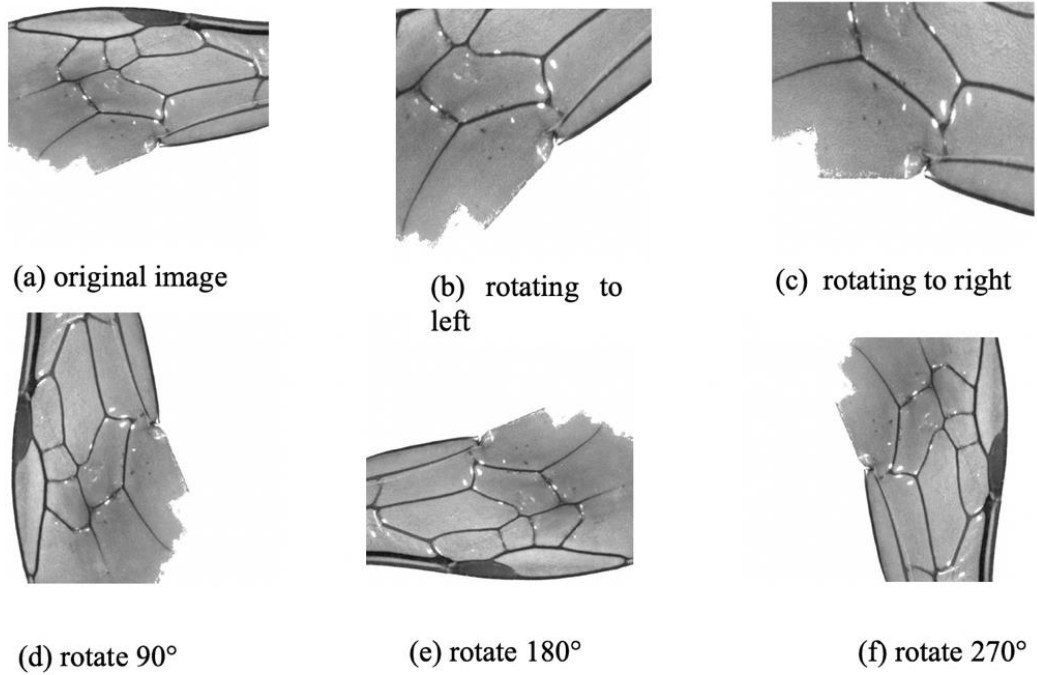 (a) original image
(b) rotating to
left
(c) rotating to right
(d) rotate 90°
(e) rotate 180°
(f) rotate 270°